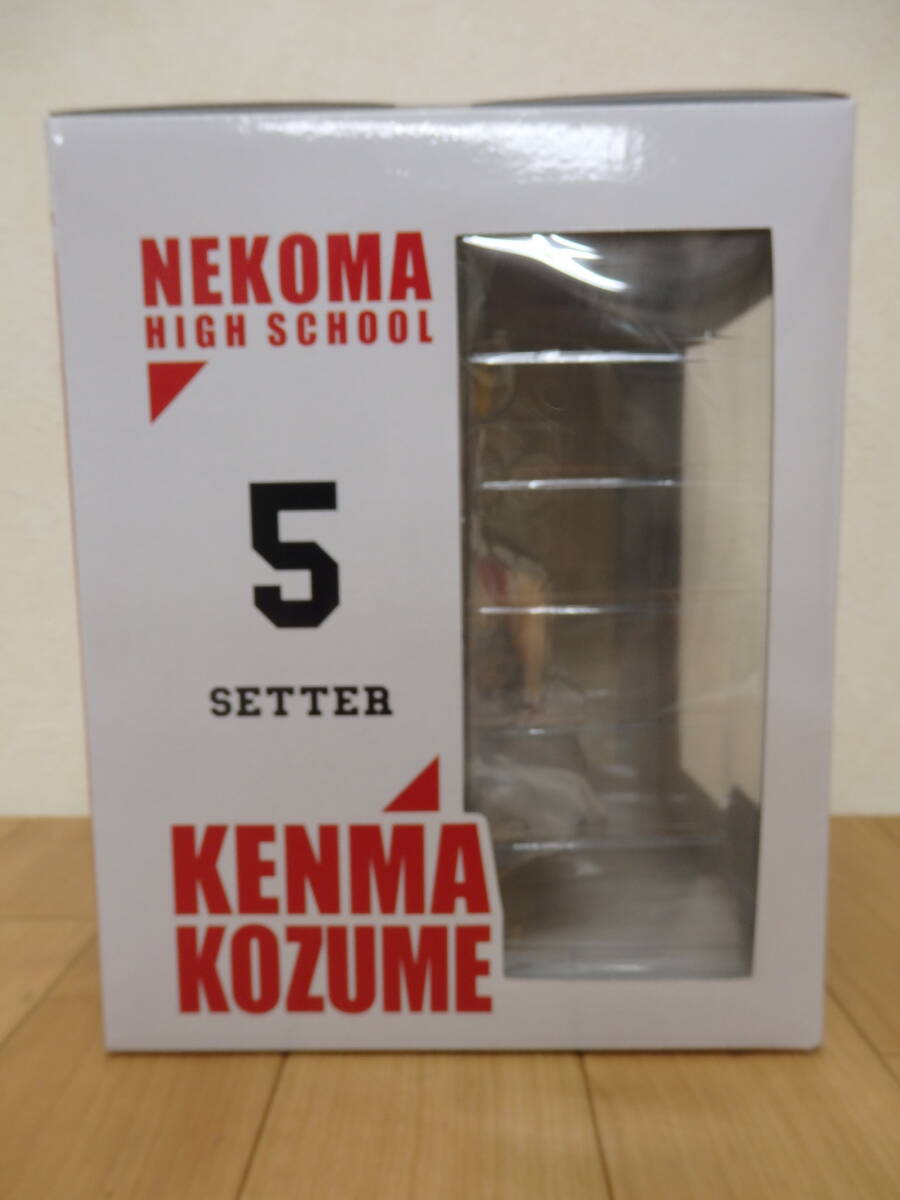 NEKOMA
HIGH SCHOOL
5
SETTER
KENMA
KOZUME